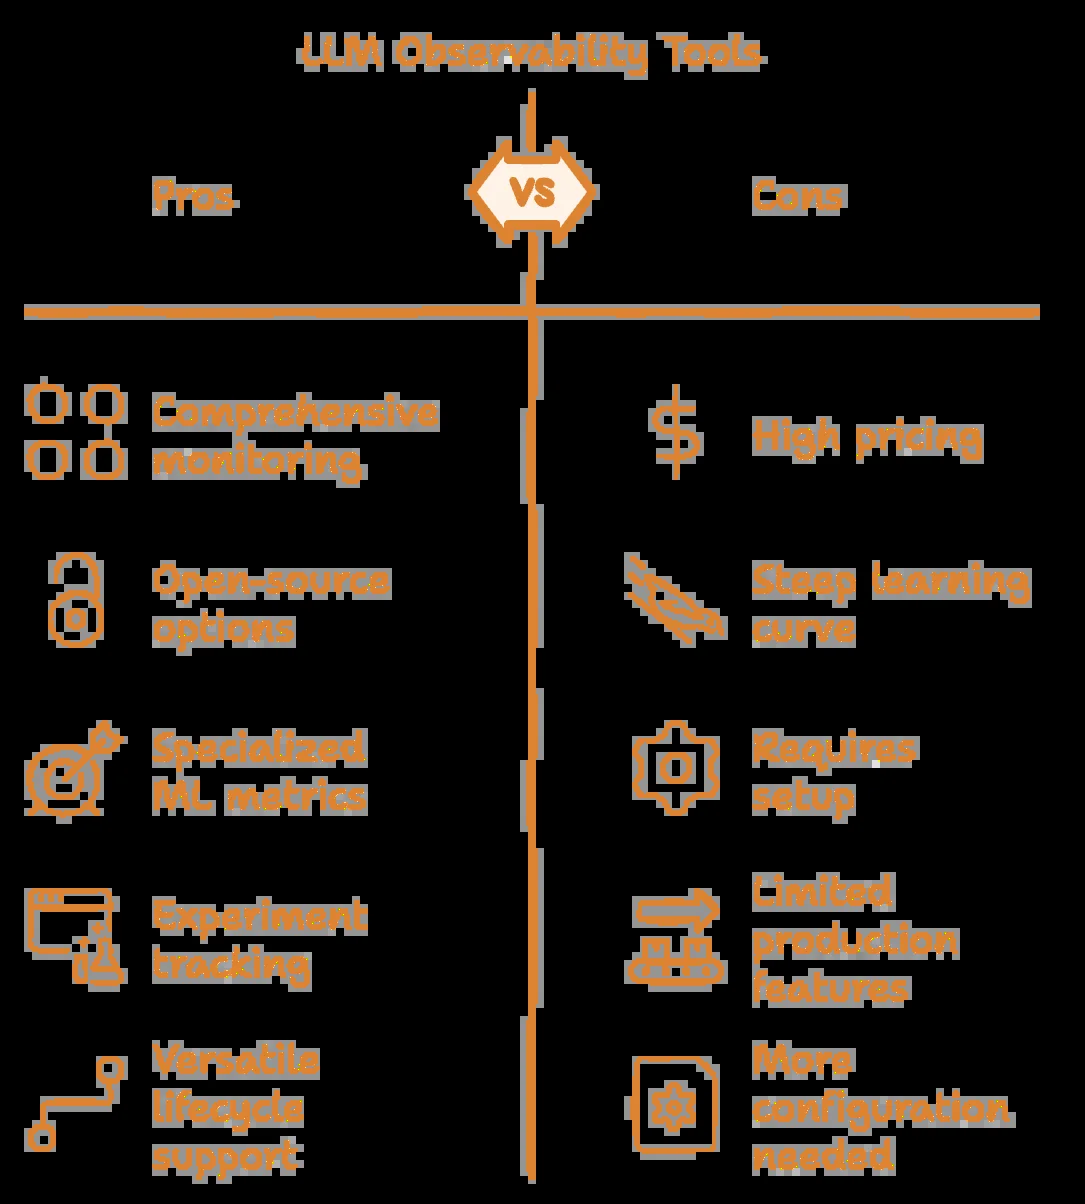 LLM Observability Tools
Pros
VS
Cons
Comprehensive
monitoring
High pricing
Open-source
options
Steep learning
curve
Specialized
ML metrics
Requires
setup
Experiment
tracking
Limited
production
features
Versatile
lifecycle
support
More
configuration
needed